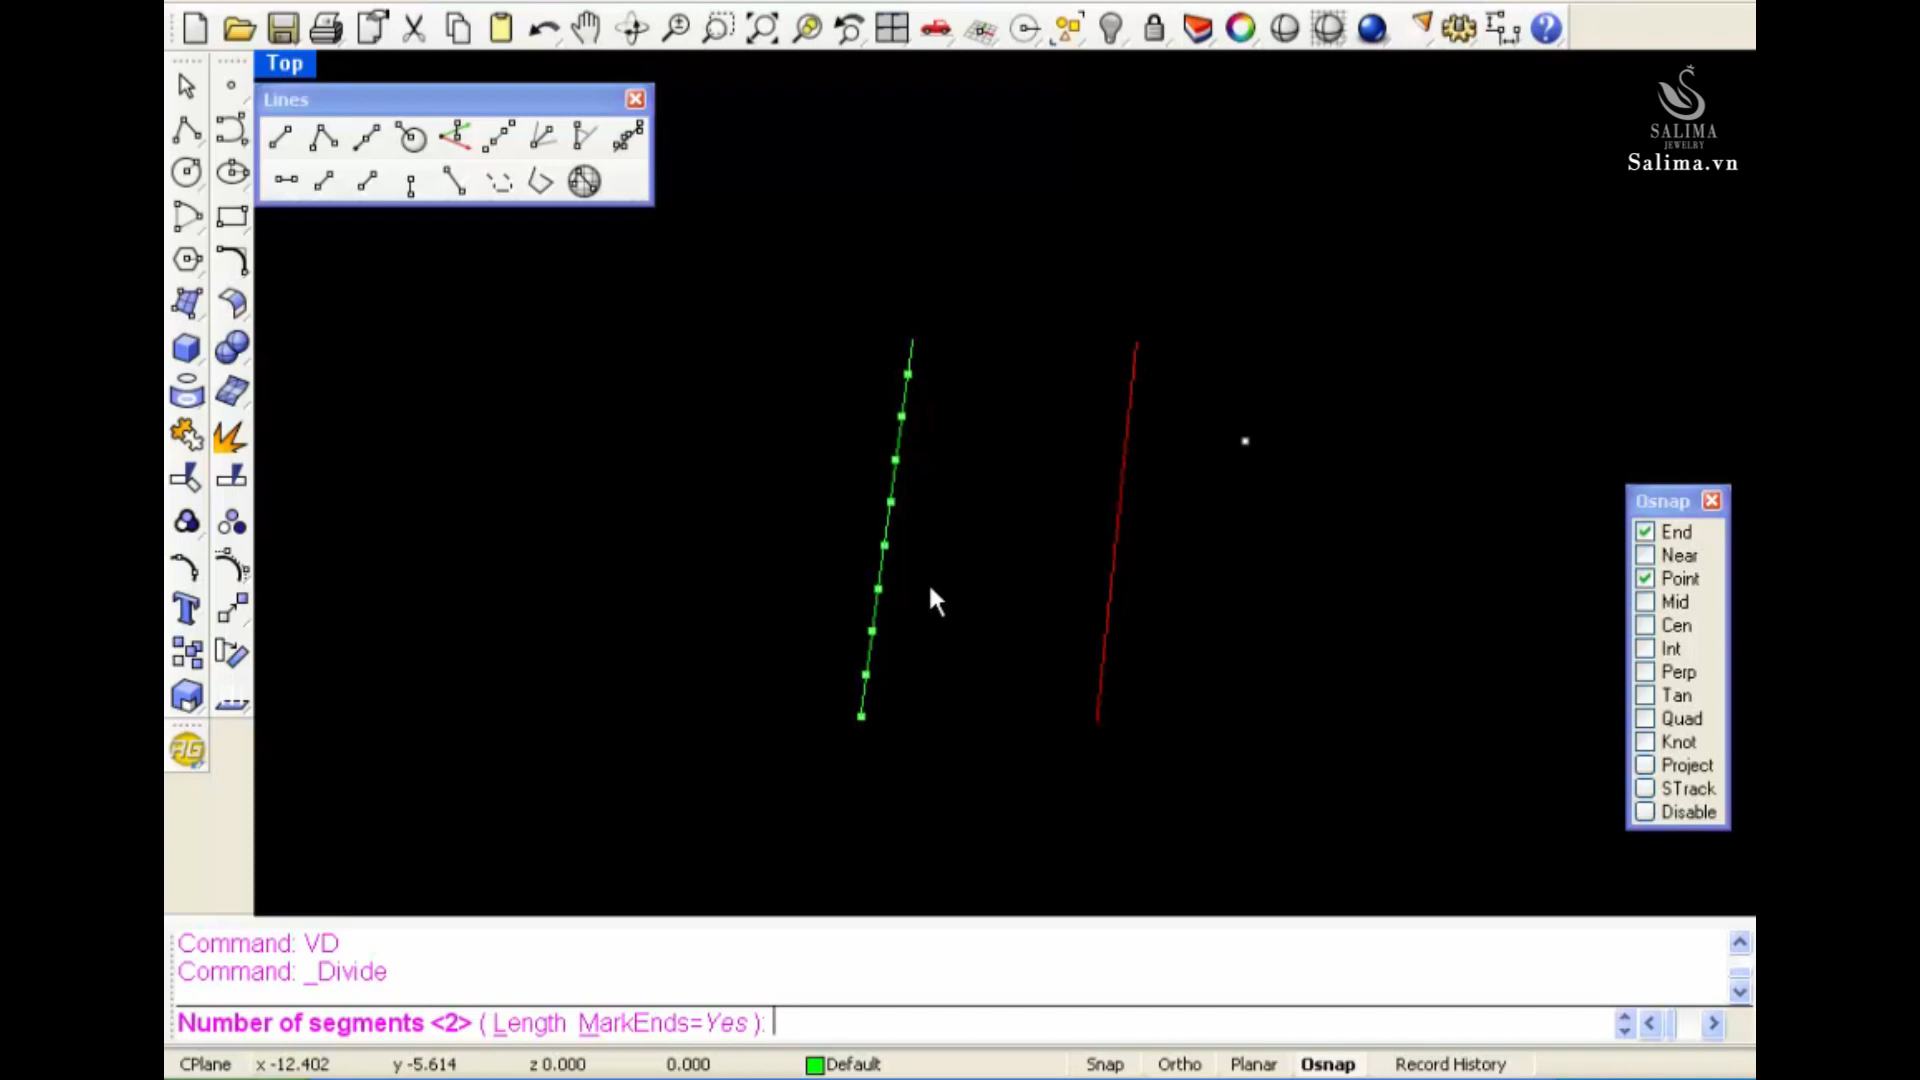 Top
Lines
SALIMA
JEWELRY
Salima.vn
Osnap
End
Near
Point
Mid
Cen
Int
Perp
Tan
Quad
Knot
Project
STrack
Disable
Command: VD
Command: _Divide
Number of segments <2> ( Length MarkEnds=Yes ):
CPlane x -12.402 y -5.614 z 0.000 0.000 Default Snap Ortho Planar Osnap Record History